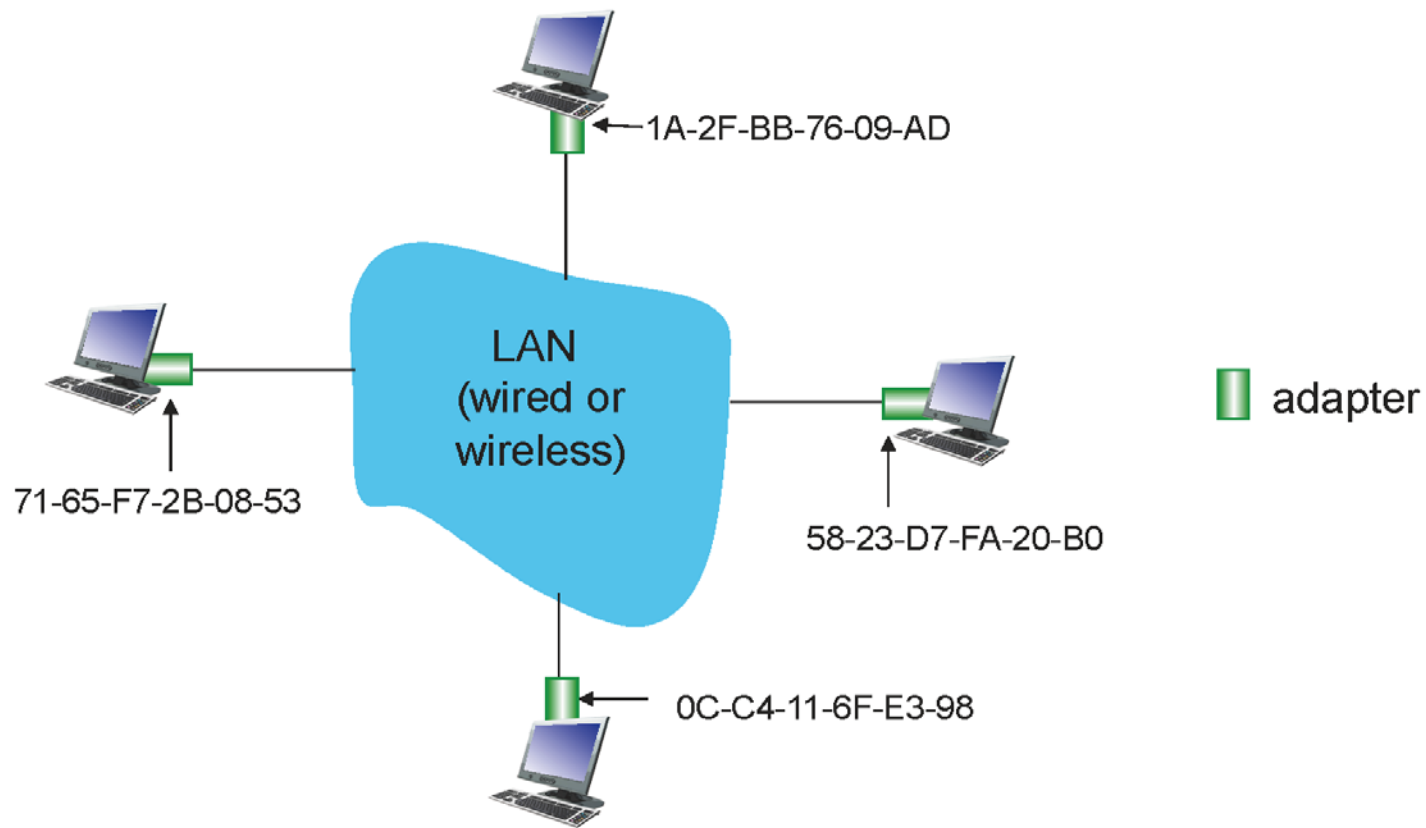 1A-2F-BB-76-09-AD
LAN
(wired or
wireless)
adapter
71-65-F7-2B-08-53
58-23-D7-FA-20-B0
0C-C4-11-6F-E3-98